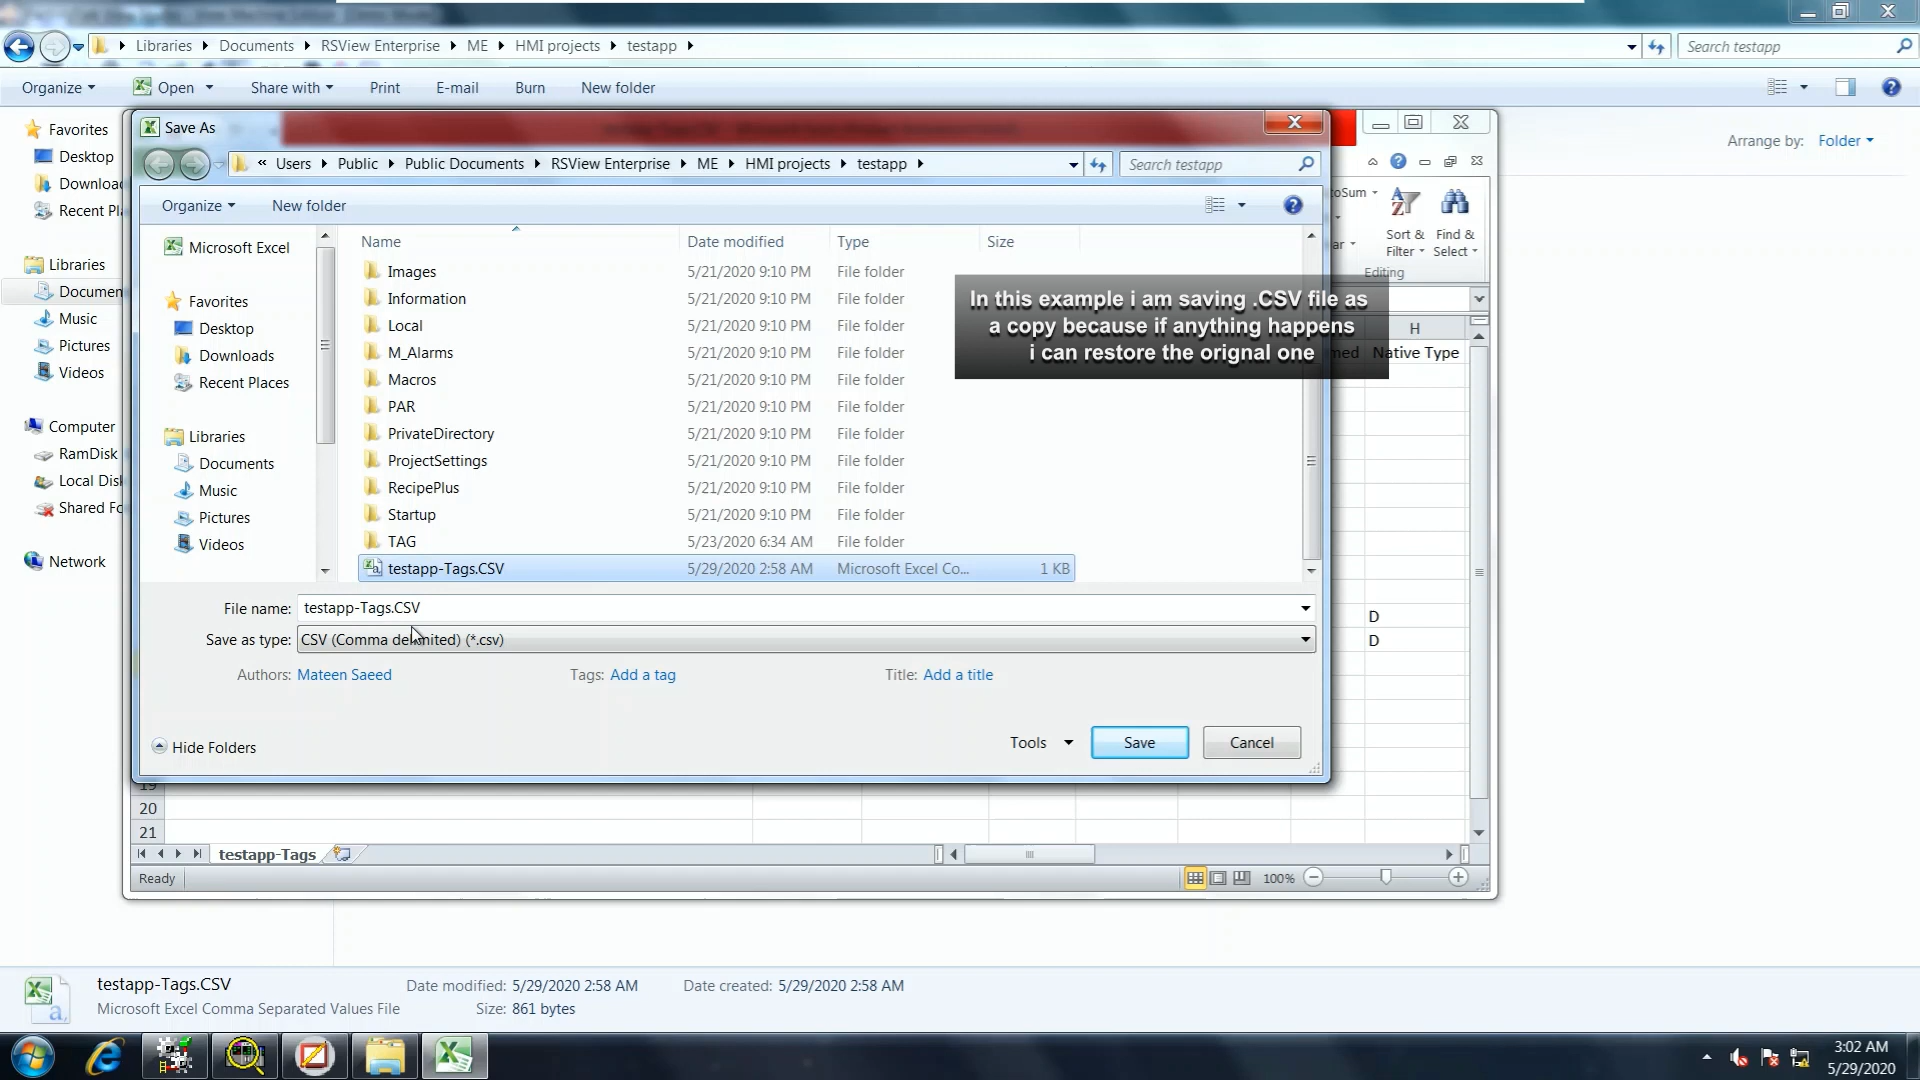 Libraries
Documents
RSView Enterprise
ME
HMI projects
testapp
Search testapp
Organize
Open
Share with
Print
E-mail
Burn
New folder
Arrange by: Folder
Favorites
Desktop
Recent Pla
Libraries
Documen
Music
Pictures
Videos
Computer
RamDisk
Local Disk
Shared Fo
Network
Save As
« Users
Public
Public Documents
RSView Enterprise
ME
HMI projects
testapp
Search testapp
Organize
New folder
Microsoft Excel
Favorites
Desktop
Downloads
Recent Places
Libraries
Documents
Music
Pictures
Videos
Name Date modified Type Size
Images 5/21/2020 9:10 PM File folder
Information 5/21/2020 9:10 PM File folder
Local 5/21/2020 9:10 PM File folder
M_Alarms 5/21/2020 9:10 PM File folder
Macros 5/21/2020 9:10 PM File folder
PAR 5/21/2020 9:10 PM File folder
PrivateDirectory 5/21/2020 9:10 PM File folder
ProjectSettings 5/21/2020 9:10 PM File folder
RecipePlus 5/21/2020 9:10 PM File folder
Startup 5/21/2020 9:10 PM File folder
TAG 5/23/2020 6:34 AM File folder
testapp-Tags.CSV 5/29/2020 2:58 AM Microsoft Excel Co... 1 KB
In this example i am saving .CSV file as
a copy because if anything happens
i can restore the orignal one
File name: testapp-Tags.CSV
Save as type: CSV (Comma delimited) (*.csv)
Authors: Mateen Saeed
Tags: Add a tag
Title: Add a title
Hide Folders
Tools
Save
Cancel
toSum
Sort &
Filter
Find &
Select
Editing
H
Native Type
D
D
19
20
21
testapp-Tags
Ready
100%
testapp-Tags.CSV
Date modified: 5/29/2020 2:58 AM
Date created: 5/29/2020 2:58 AM
Microsoft Excel Comma Separated Values File
Size: 861 bytes
3:02 AM
5/29/2020